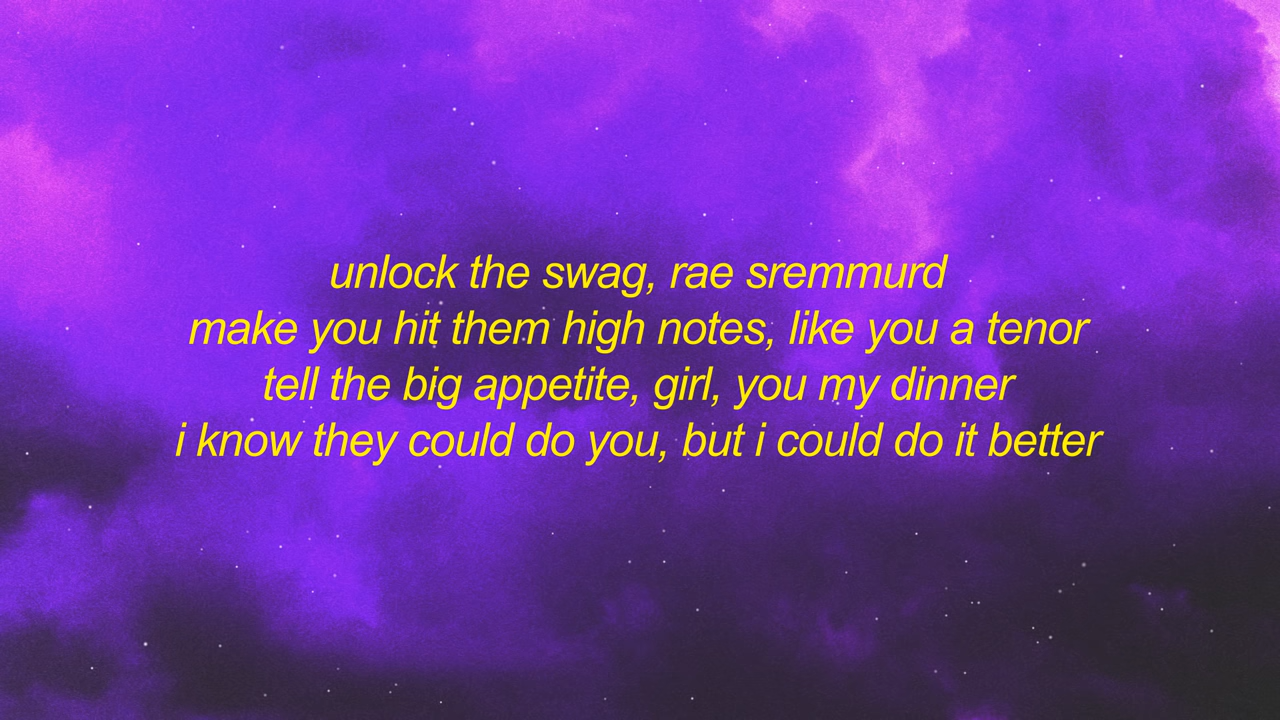 unlock the swag, rae sremmurd
make you hit them high notes, like you a tenor
tell the big appetite, girl, you my dinner
i know they could do you, but i could do it better